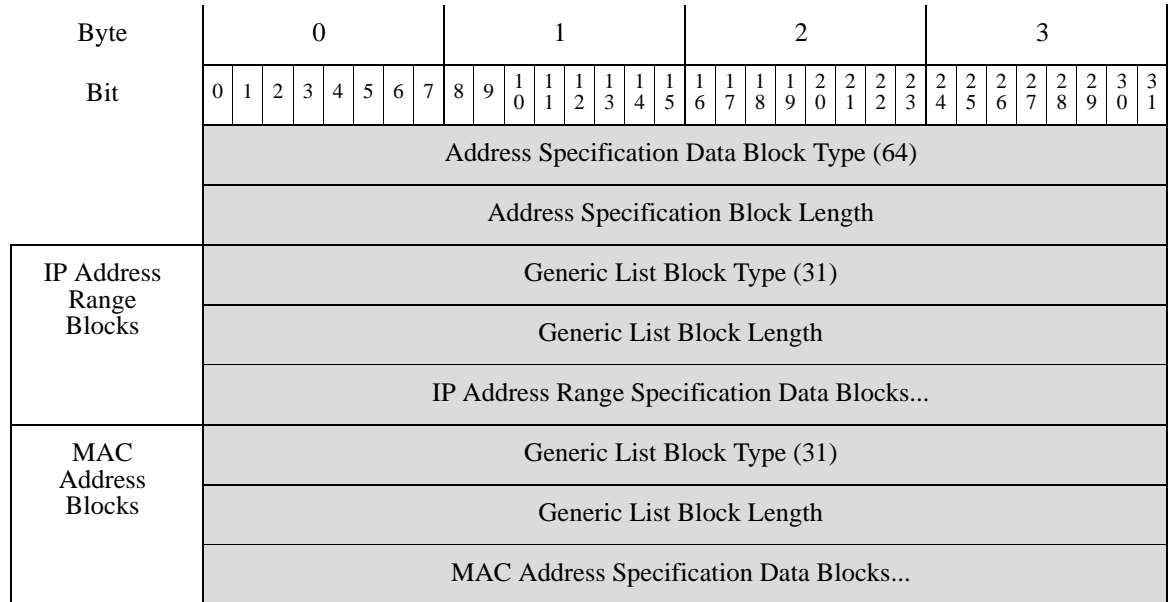 Byte 0 1 2 3
Bit 0 1 2 3 4 5 6 7 8 9 10 11 12 13 14 15 16 17 18 19 20 21 22 23 24 25 26 27 28 29 30 31
Address Specification Data Block Type (64)
Address Specification Block Length
IP Address
Range
Blocks
Generic List Block Type (31)
Generic List Block Length
IP Address Range Specification Data Blocks...
MAC
Address
Blocks
Generic List Block Type (31)
Generic List Block Length
MAC Address Specification Data Blocks...